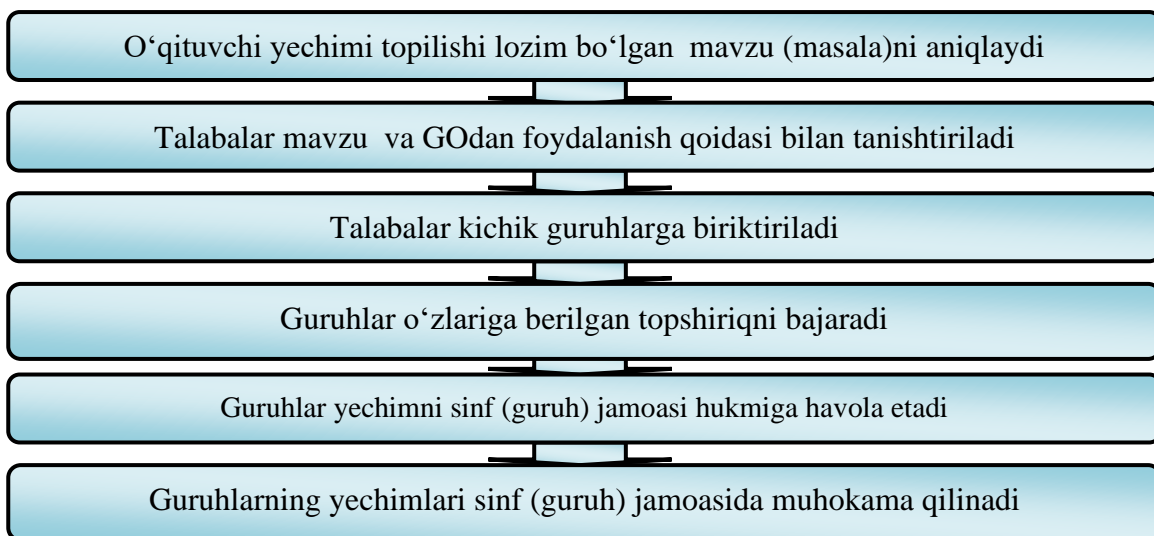 O‘qituvchi yechimi topilishi lozim bo‘lgan mavzu (masala)ni aniqlaydi
Talabalar mavzu va GOdan foydalanish qoidasi bilan tanishtiriladi
Talabalar kichik guruhlarga biriktiriladi
Guruhlar o‘zlariga berilgan topshiriqni bajaradi
Guruhlar yechimni sinf (guruh) jamoasi hukmiga havola etadi
Guruhlarning yechimlari sinf (guruh) jamoasida muhokama qilinadi